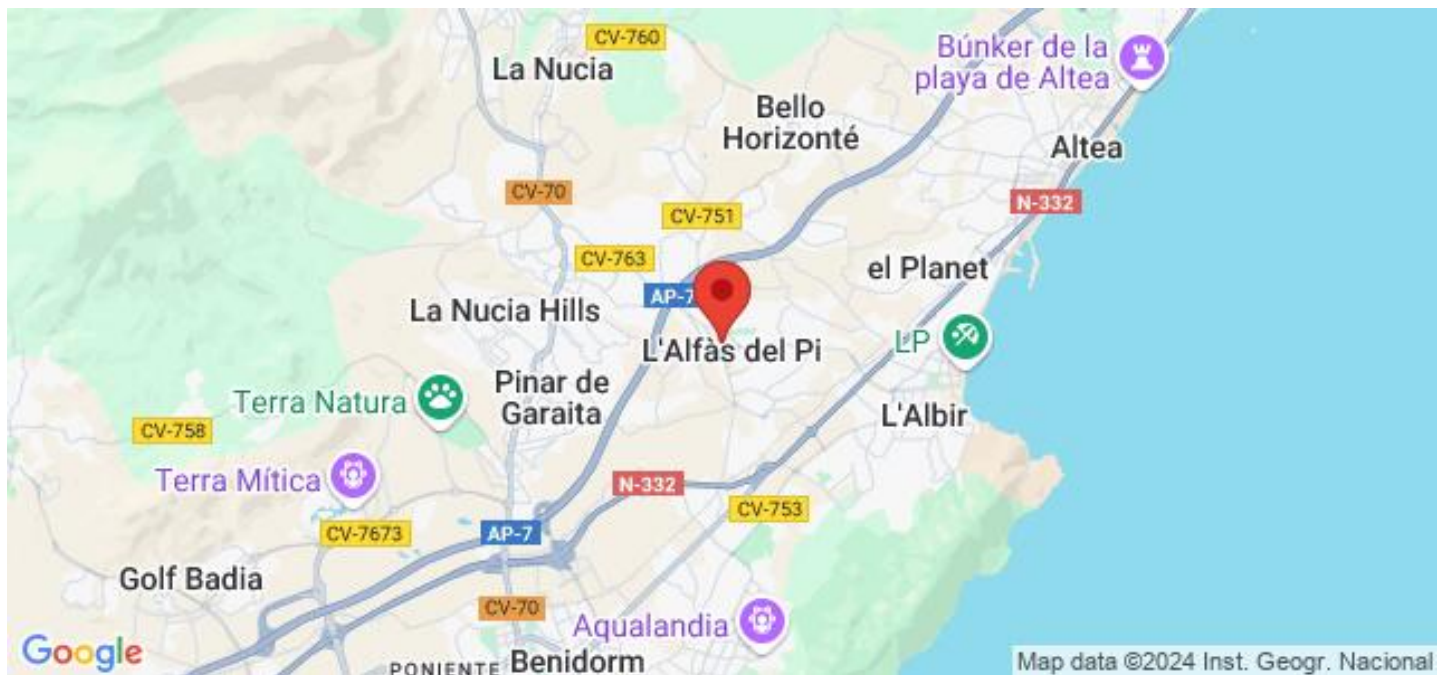 CV-760
La Nucia
Búnker de la
playa de Altea
Bello
Horizonté
Altea
CV-70
N-332
CV-751
CV-763
el Planet
AP-7
La Nucia Hills
L'Alfàs del Pi
LP
Pinar de
Garaita
Terra Natura
L'Albir
CV-758
Terra Mítica
N-332
CV-753
CV-7673
AP-7
Golf Badia
CV-70
Aqualandia
PONIENTE
Benidorm
Google
Map data ©2024 Inst. Geogr. Nacional